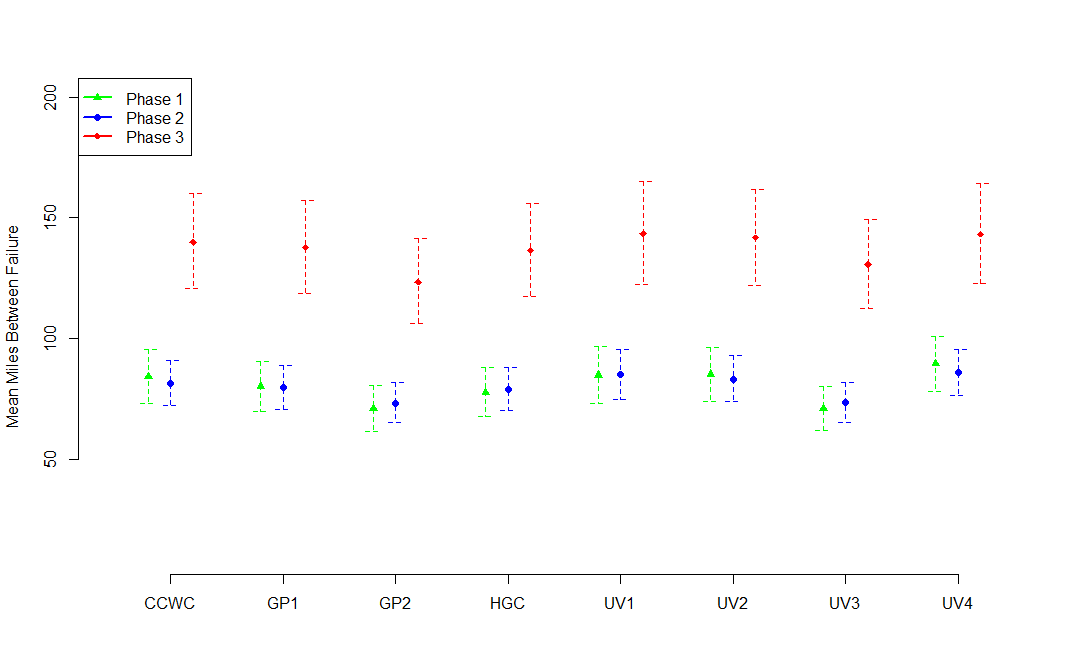 Mean Miles Between Failure
200
150
100
50
Phase 1
Phase 2
Phase 3
CCWC GP1 GP2 HGC UV1 UV2 UV3 UV4